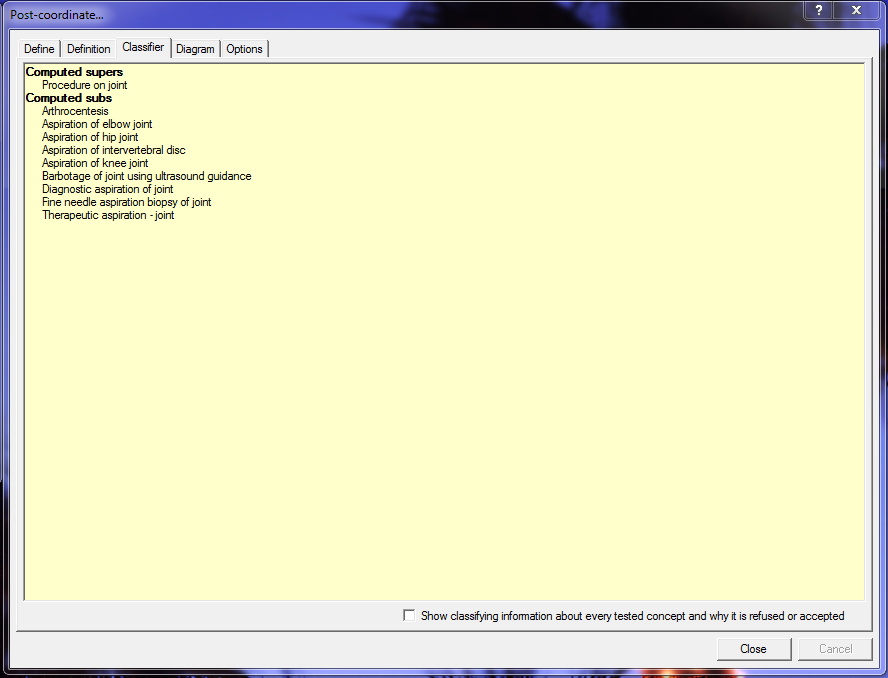 Post-coordinate...
? X
Define Definition Classifier Diagram Options
Computed supers
Procedure on joint
Computed subs
Arthrocentesis
Aspiration of elbow joint
Aspiration of hip joint
Aspiration of intervertebral disc
Aspiration of knee joint
Barbotage of joint using ultrasound guidance
Diagnostic aspiration of joint
Fine needle aspiration biopsy of joint
Therapeutic aspiration - joint
Show classifying information about every tested concept and why it is refused or accepted
Close Cancel